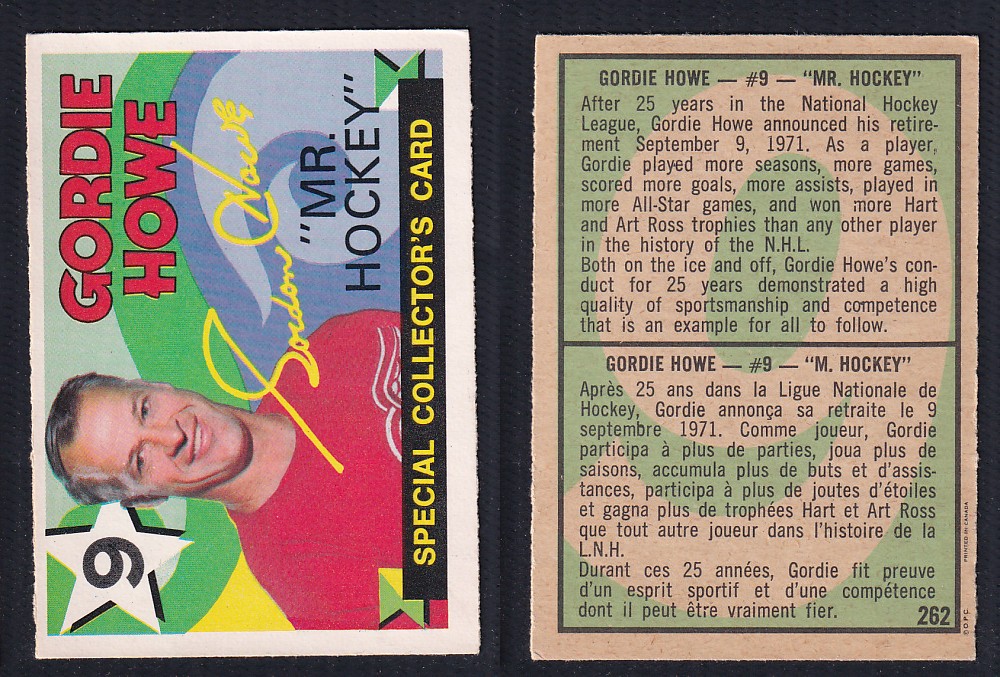 GORDIE
HOWE
Gordon Howe
"MR.
HOCKEY"
SPECIAL COLLECTOR'S CARD
9
GORDIE HOWE — #9 — "MR. HOCKEY"
After 25 years in the National Hockey
League, Gordie Howe announced his retire-
ment September 9, 1971. As a player,
Gordie played more seasons, more games,
scored more goals, more assists, played in
more All-Star games, and won more Hart
and Art Ross trophies than any other player
in the history of the N.H.L.
Both on the ice and off, Gordie Howe's con-
duct for 25 years demonstrated a high
quality of sportsmanship and competence
that is an example for all to follow.
GORDIE HOWE — #9 — "M. HOCKEY"
Après 25 ans dans la Ligue Nationale de
Hockey, Gordie annonça sa retraite le 9
septembre 1971. Comme joueur, Gordie
participa à plus de parties, joua plus de
saisons, accumula plus de buts et d'assis-
tances, participa à plus de joutes d'étoiles
et gagna plus de trophées Hart et Art Ross
que tout autre joueur dans l'histoire de la
L.N.H.
Durant ces 25 années, Gordie fit preuve
d'un esprit sportif et d'une compétence
dont il peut être vraiment fier.
262
© O.P.C. PRINTED IN CANADA